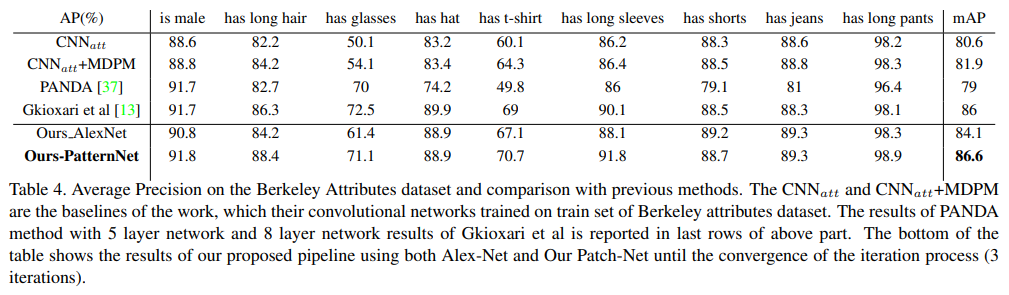 AP(%) is male has long hair has glasses has hat has t-shirt has long sleeves has shorts has jeans has long pants mAP
CNNatt 88.6 82.2 50.1 83.2 60.1 86.2 88.3 88.6 98.2 80.6
CNNatt+MDPM 88.8 84.2 54.1 83.4 64.3 86.4 88.5 88.8 98.3 81.9
PANDA [37] 91.7 82.7 70 74.2 49.8 86 79.1 81 96.4 79
Gkioxari et al [13] 91.7 86.3 72.5 89.9 69 90.1 88.5 88.3 98.1 86
Ours_AlexNet 90.8 84.2 61.4 88.9 67.1 88.1 89.2 89.3 98.3 84.1
Ours-PatternNet 91.8 88.4 71.1 88.9 70.7 91.8 88.7 89.3 98.9 86.6
Table 4. Average Precision on the Berkeley Attributes dataset and comparison with previous methods. The CNNatt and CNNatt+MDPM
are the baselines of the work, which their convolutional networks trained on train set of Berkeley attributes dataset. The results of PANDA
method with 5 layer network and 8 layer network results of Gkioxari et al is reported in last rows of above part. The bottom of the
table shows the results of our proposed pipeline using both Alex-Net and Our Patch-Net until the convergence of the iteration process (3
iterations).